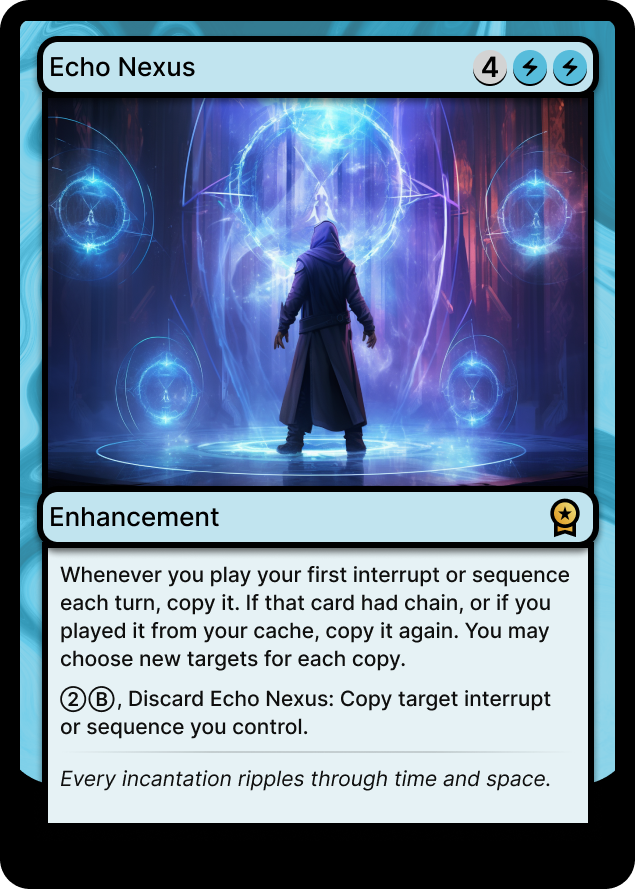 Echo Nexus
4
Enhancement
Whenever you play your first interrupt or sequence
each turn, copy it. If that card had chain, or if you
played it from your cache, copy it again. You may
choose new targets for each copy.
②Ⓑ, Discard Echo Nexus: Copy target interrupt
or sequence you control.
Every incantation ripples through time and space.